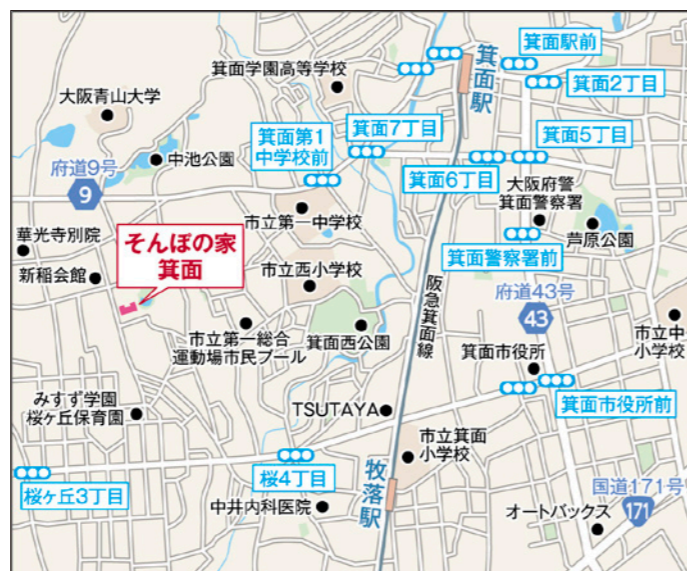 箕面駅前
箕面学園高等学校
箕面駅
箕面2丁目
大阪青山大学
箕面第1
中学校前
箕面7丁目
箕面5丁目
中池公園
府道9号
9
箕面6丁目
大阪府警
箕面警察署
市立第一中学校
華光寺別院
そんぽの家
箕面
芦原公園
箕面警察署前
新稲会館
市立西小学校
阪急箕面線
府道43号
43
市立第一総合
運動場市民プール
箕面西公園
箕面市役所
市立中
小学校
みすず学園
桜ヶ丘保育園
TSUTAYA
箕面市役所前
市立箕面
小学校
桜4丁目
牧落駅
桜ヶ丘3丁目
国道171号
171
中井内科医院
オートバックス